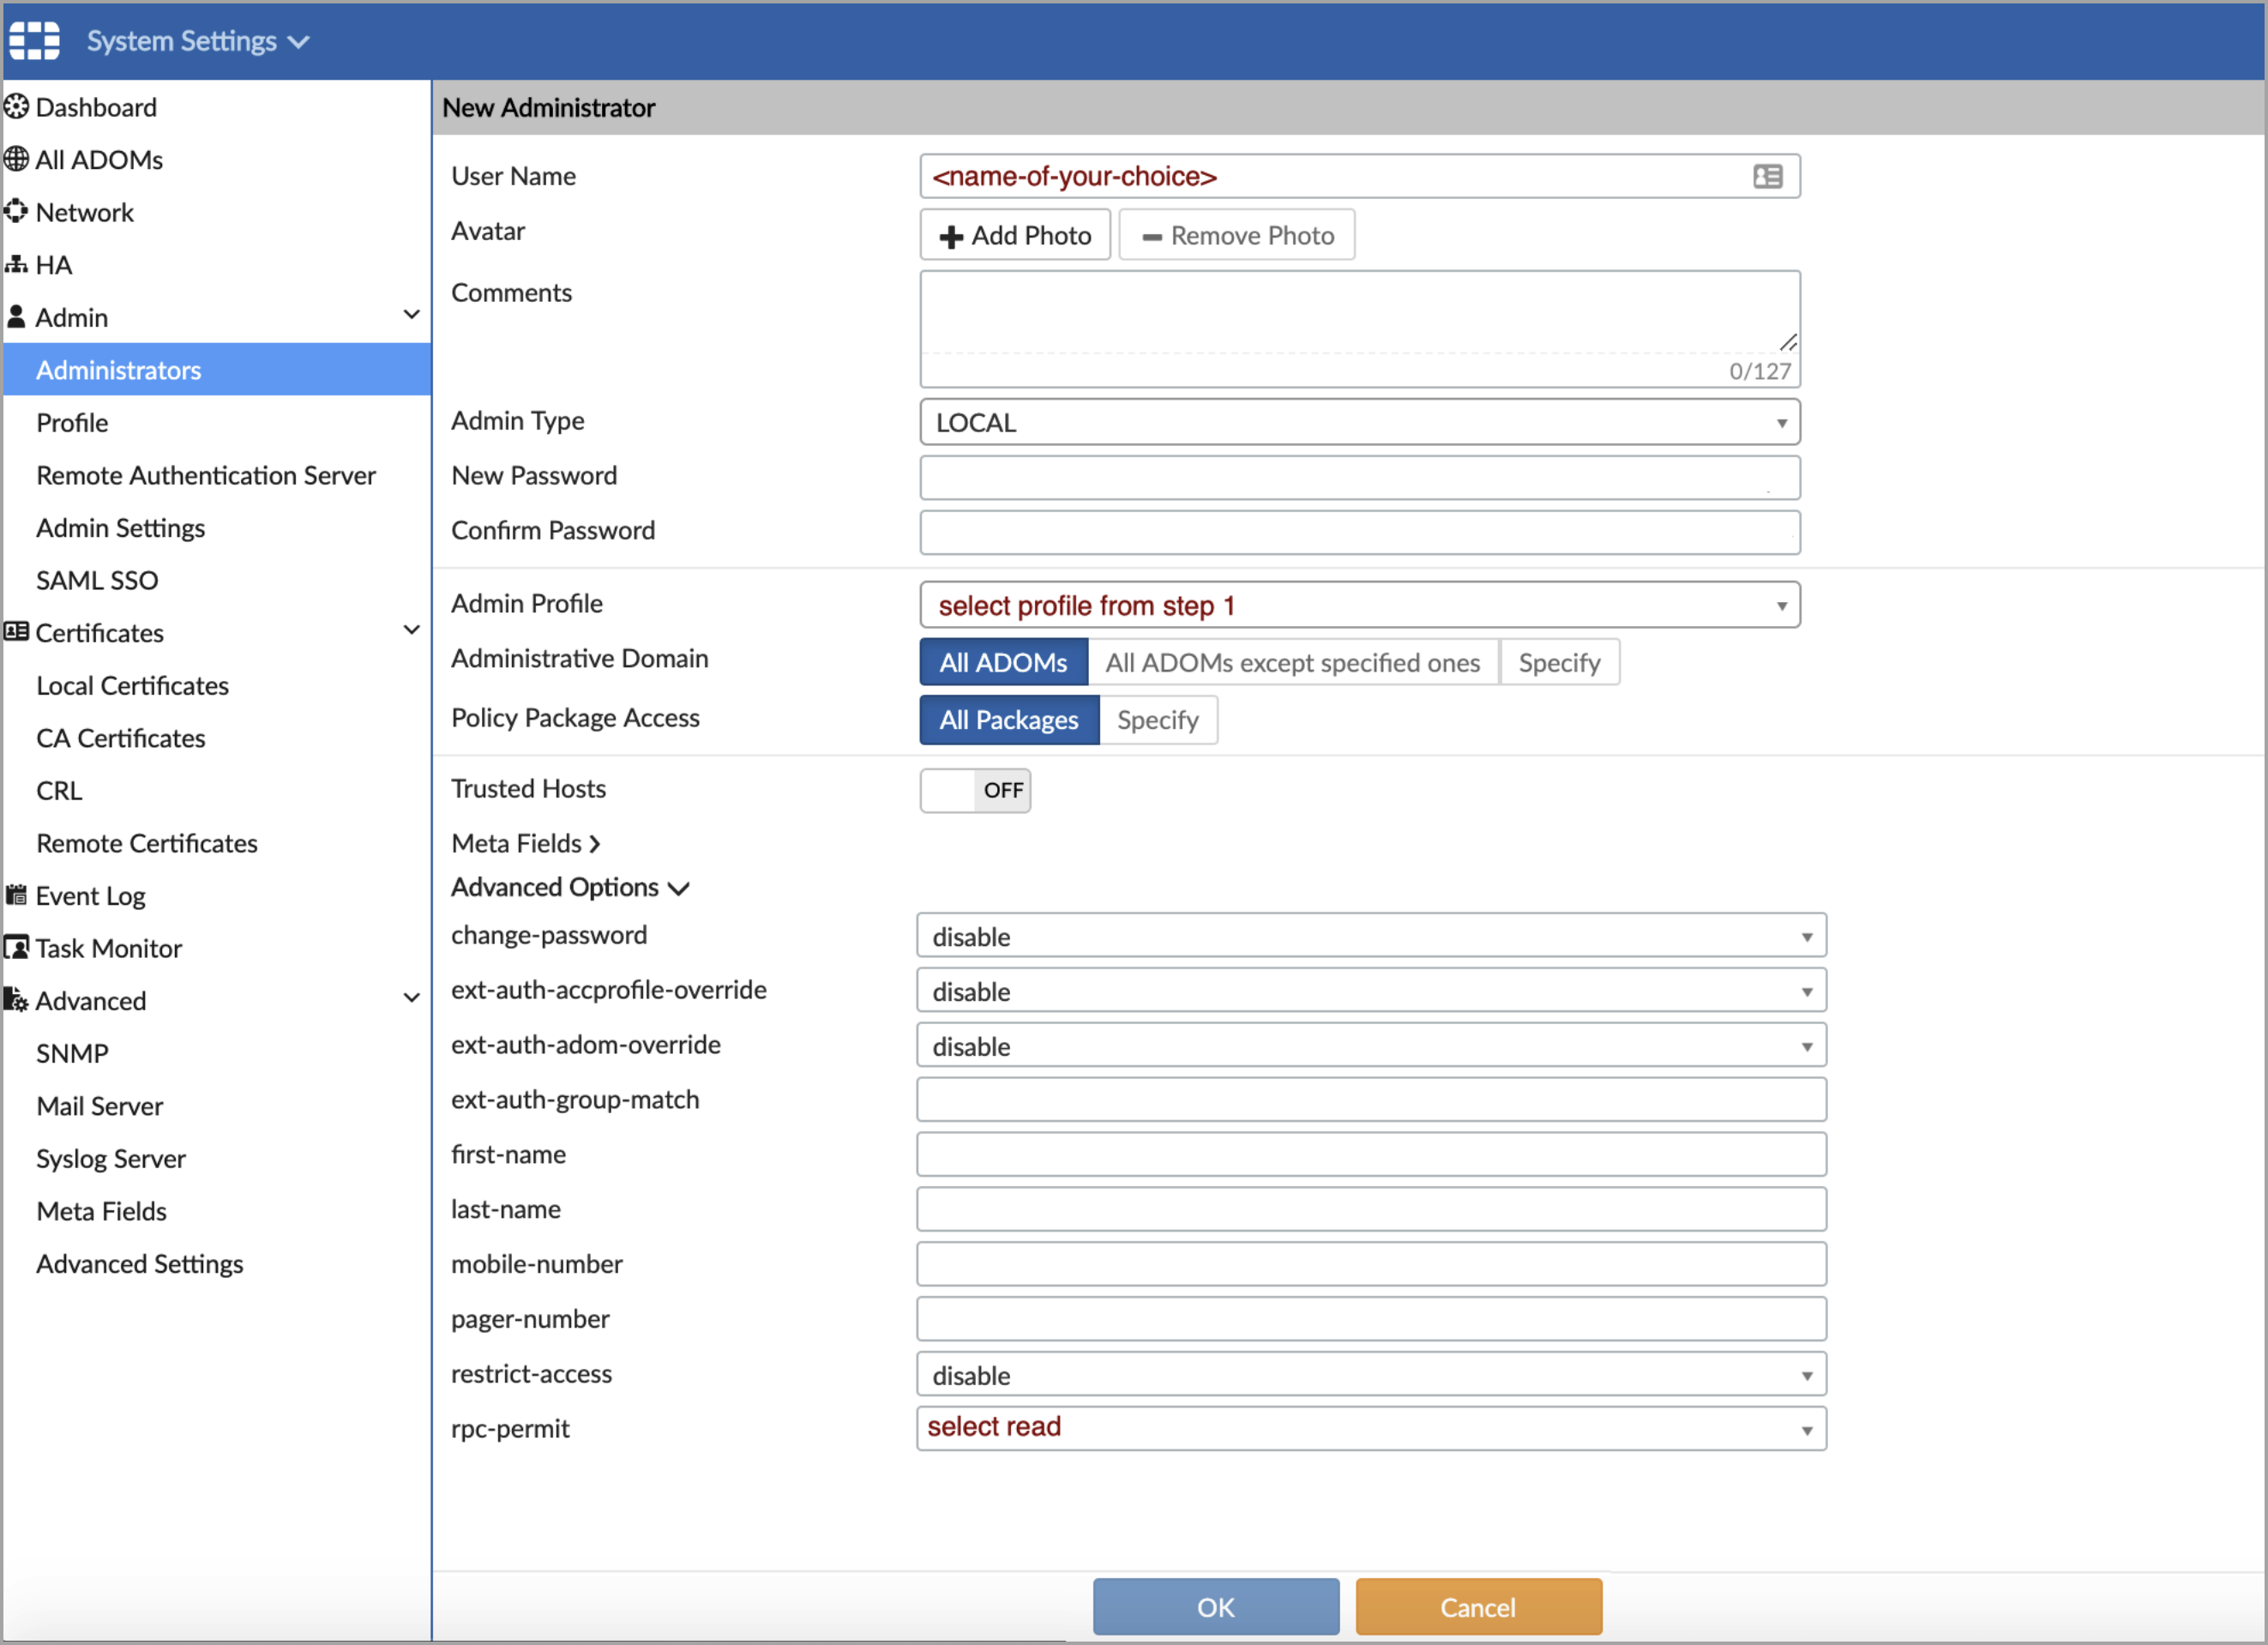 System Settings
Dashboard
All ADOMs
Network
HA
Admin
Administrators
Profile
Remote Authentication Server
Admin Settings
SAML SSO
Certificates
Local Certificates
CA Certificates
CRL
Remote Certificates
Event Log
Task Monitor
Advanced
SNMP
Mail Server
Syslog Server
Meta Fields
Advanced Settings
New Administrator
User Name <name-of-your-choice>
Avatar Add Photo Remove Photo
Comments
0/127
Admin Type LOCAL
New Password
Confirm Password
Admin Profile select profile from step 1
Administrative Domain All ADOMs All ADOMs except specified ones Specify
Policy Package Access All Packages Specify
Trusted Hosts OFF
Meta Fields
Advanced Options
change-password disable
ext-auth-accprofile-override disable
ext-auth-adom-override disable
ext-auth-group-match
first-name
last-name
mobile-number
pager-number
restrict-access disable
rpc-permit select read
OK Cancel